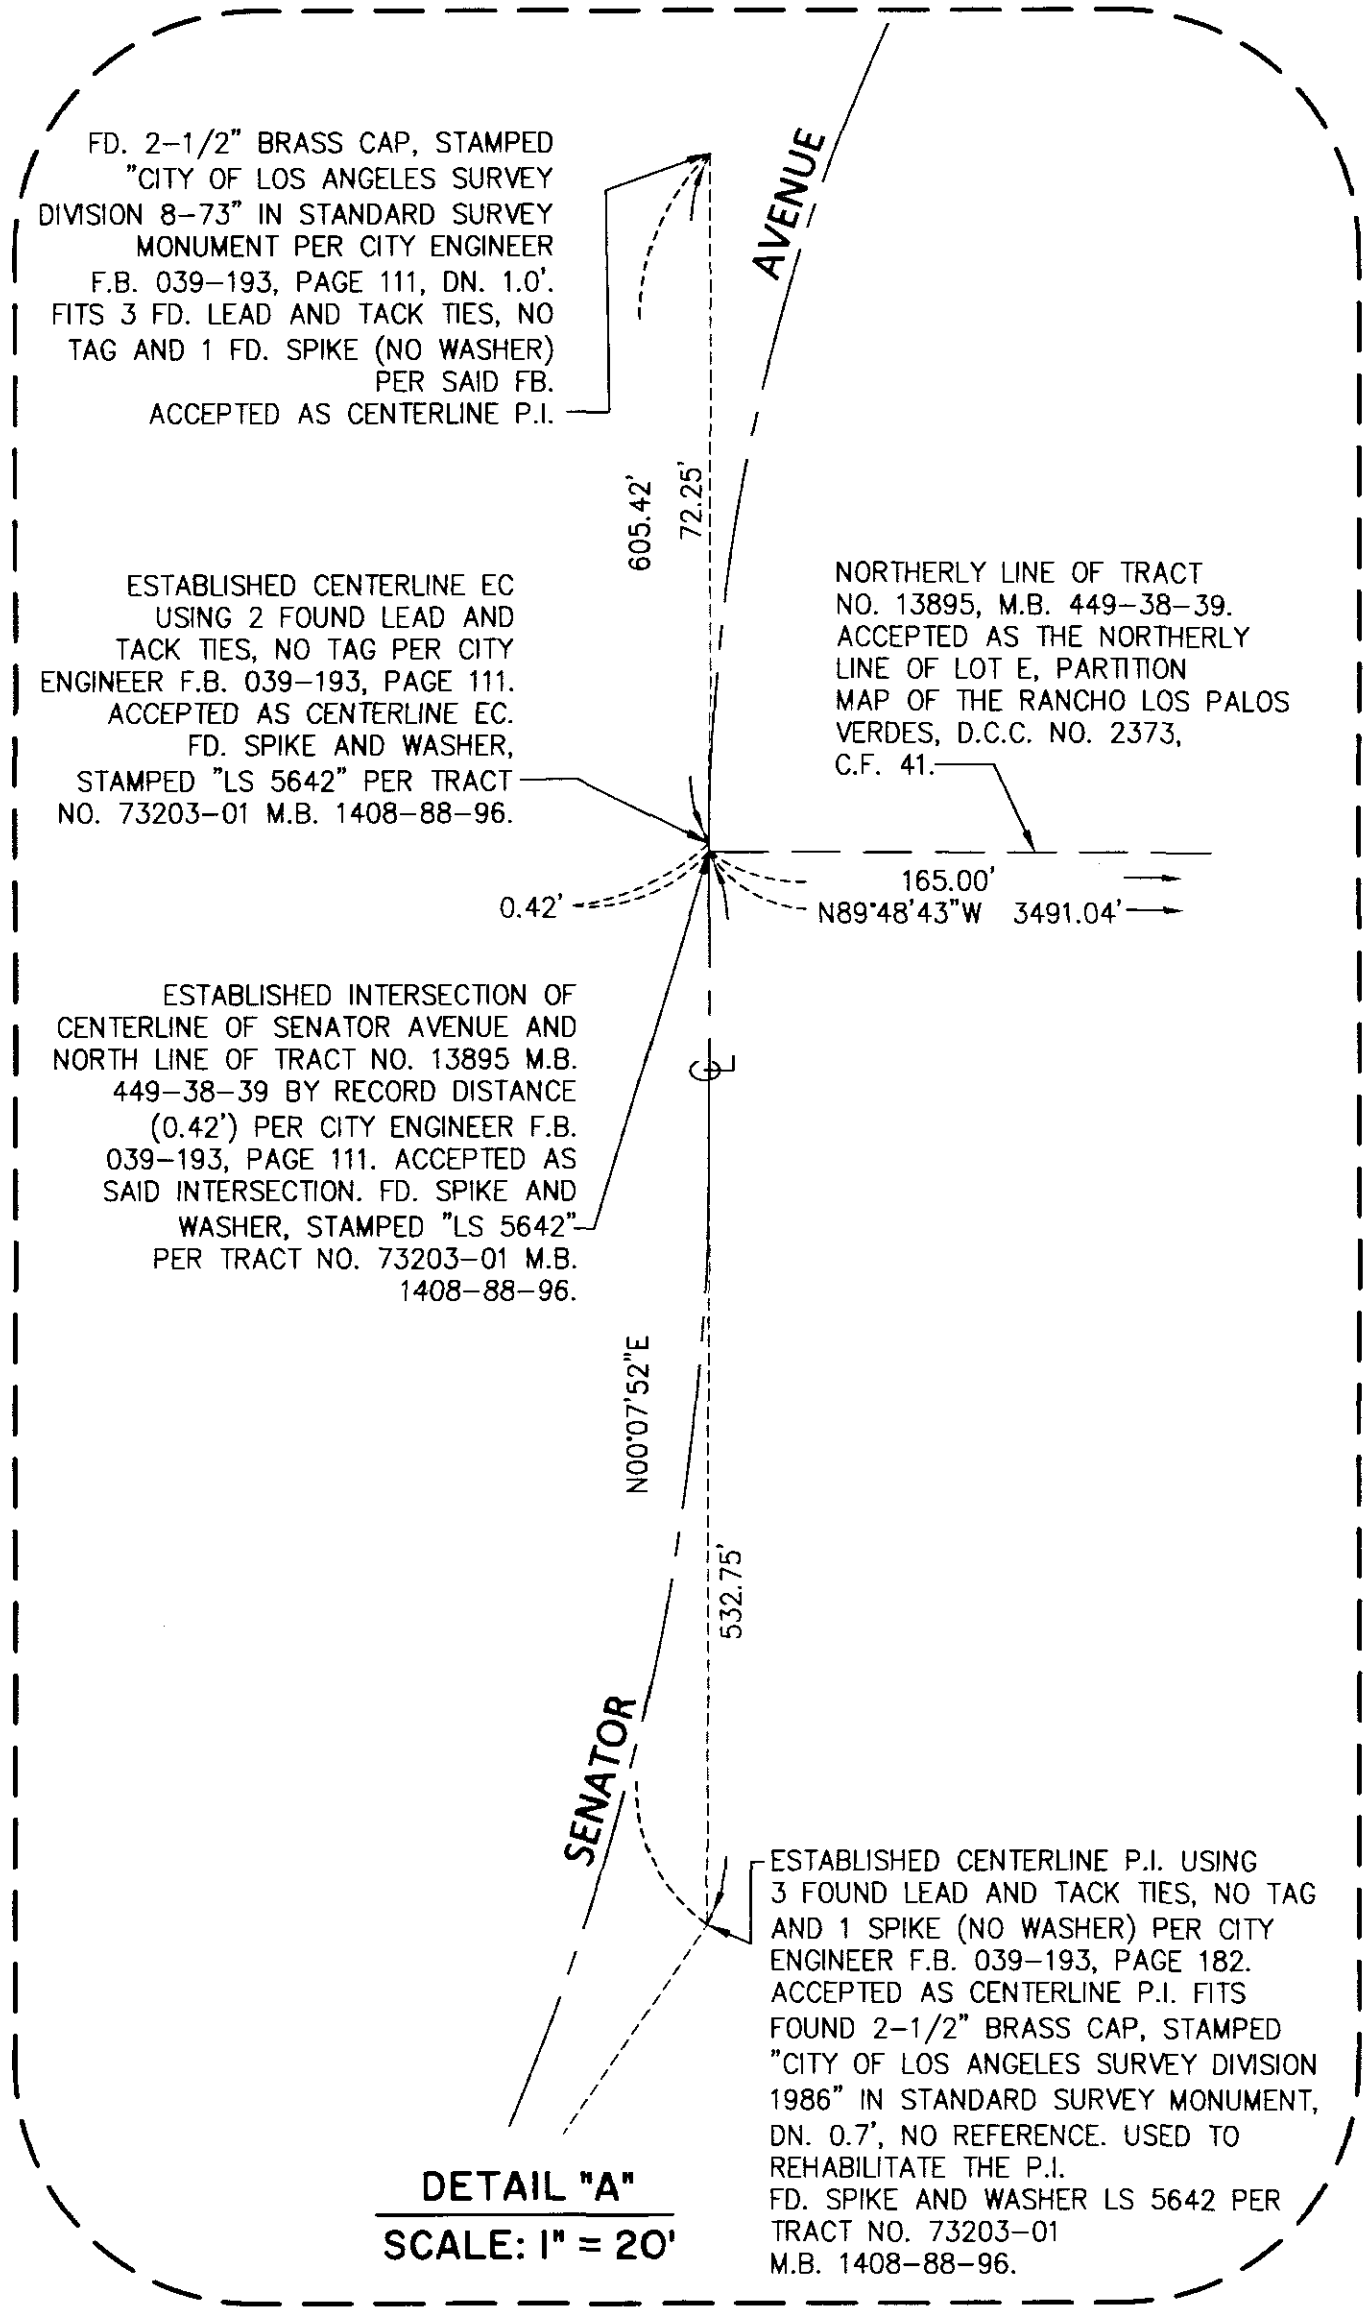 FD. 2-1/2" BRASS CAP, STAMPED
"CITY OF LOS ANGELES SURVEY
DIVISION 8-73" IN STANDARD SURVEY
MONUMENT PER CITY ENGINEER
F.B. 039-193, PAGE 111, DN. 1.0'.
FITS 3 FD. LEAD AND TACK TIES, NO
TAG AND 1 FD. SPIKE (NO WASHER)
PER SAID FB.
ACCEPTED AS CENTERLINE P.I.
AVENUE
605.42'
72.25'
ESTABLISHED CENTERLINE EC
USING 2 FOUND LEAD AND
TACK TIES, NO TAG PER CITY
ENGINEER F.B. 039-193, PAGE 111.
ACCEPTED AS CENTERLINE EC.
FD. SPIKE AND WASHER,
STAMPED "LS 5642" PER TRACT
NO. 73203-01 M.B. 1408-88-96.
NORTHERLY LINE OF TRACT
NO. 13895, M.B. 449-38-39.
ACCEPTED AS THE NORTHERLY
LINE OF LOT E, PARTITION
MAP OF THE RANCHO LOS PALOS
VERDES, D.C.C. NO. 2373,
C.F. 41.
0.42'
165.00'
N89°48'43"W 3491.04'
ESTABLISHED INTERSECTION OF
CENTERLINE OF SENATOR AVENUE AND
NORTH LINE OF TRACT NO. 13895 M.B.
449-38-39 BY RECORD DISTANCE
(0.42') PER CITY ENGINEER F.B.
039-193, PAGE 111. ACCEPTED AS
SAID INTERSECTION. FD. SPIKE AND
WASHER, STAMPED "LS 5642"
PER TRACT NO. 73203-01 M.B.
1408-88-96.
℄
N00°07'52"E
532.75'
SENATOR
ESTABLISHED CENTERLINE P.I. USING
3 FOUND LEAD AND TACK TIES, NO TAG
AND 1 SPIKE (NO WASHER) PER CITY
ENGINEER F.B. 039-193, PAGE 182.
ACCEPTED AS CENTERLINE P.I. FITS
FOUND 2-1/2" BRASS CAP, STAMPED
"CITY OF LOS ANGELES SURVEY DIVISION
1986" IN STANDARD SURVEY MONUMENT,
DN. 0.7', NO REFERENCE. USED TO
REHABILITATE THE P.I.
FD. SPIKE AND WASHER LS 5642 PER
TRACT NO. 73203-01
M.B. 1408-88-96.
DETAIL "A"
SCALE: 1" = 20'